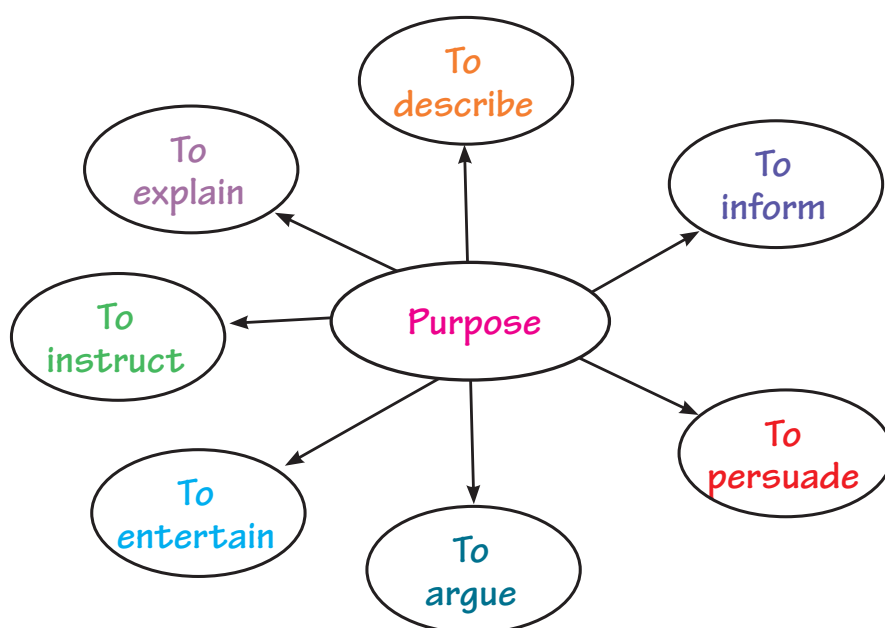 To
describe
To
explain
To
inform
Purpose
To
instruct
To
persuade
To
entertain
To
argue